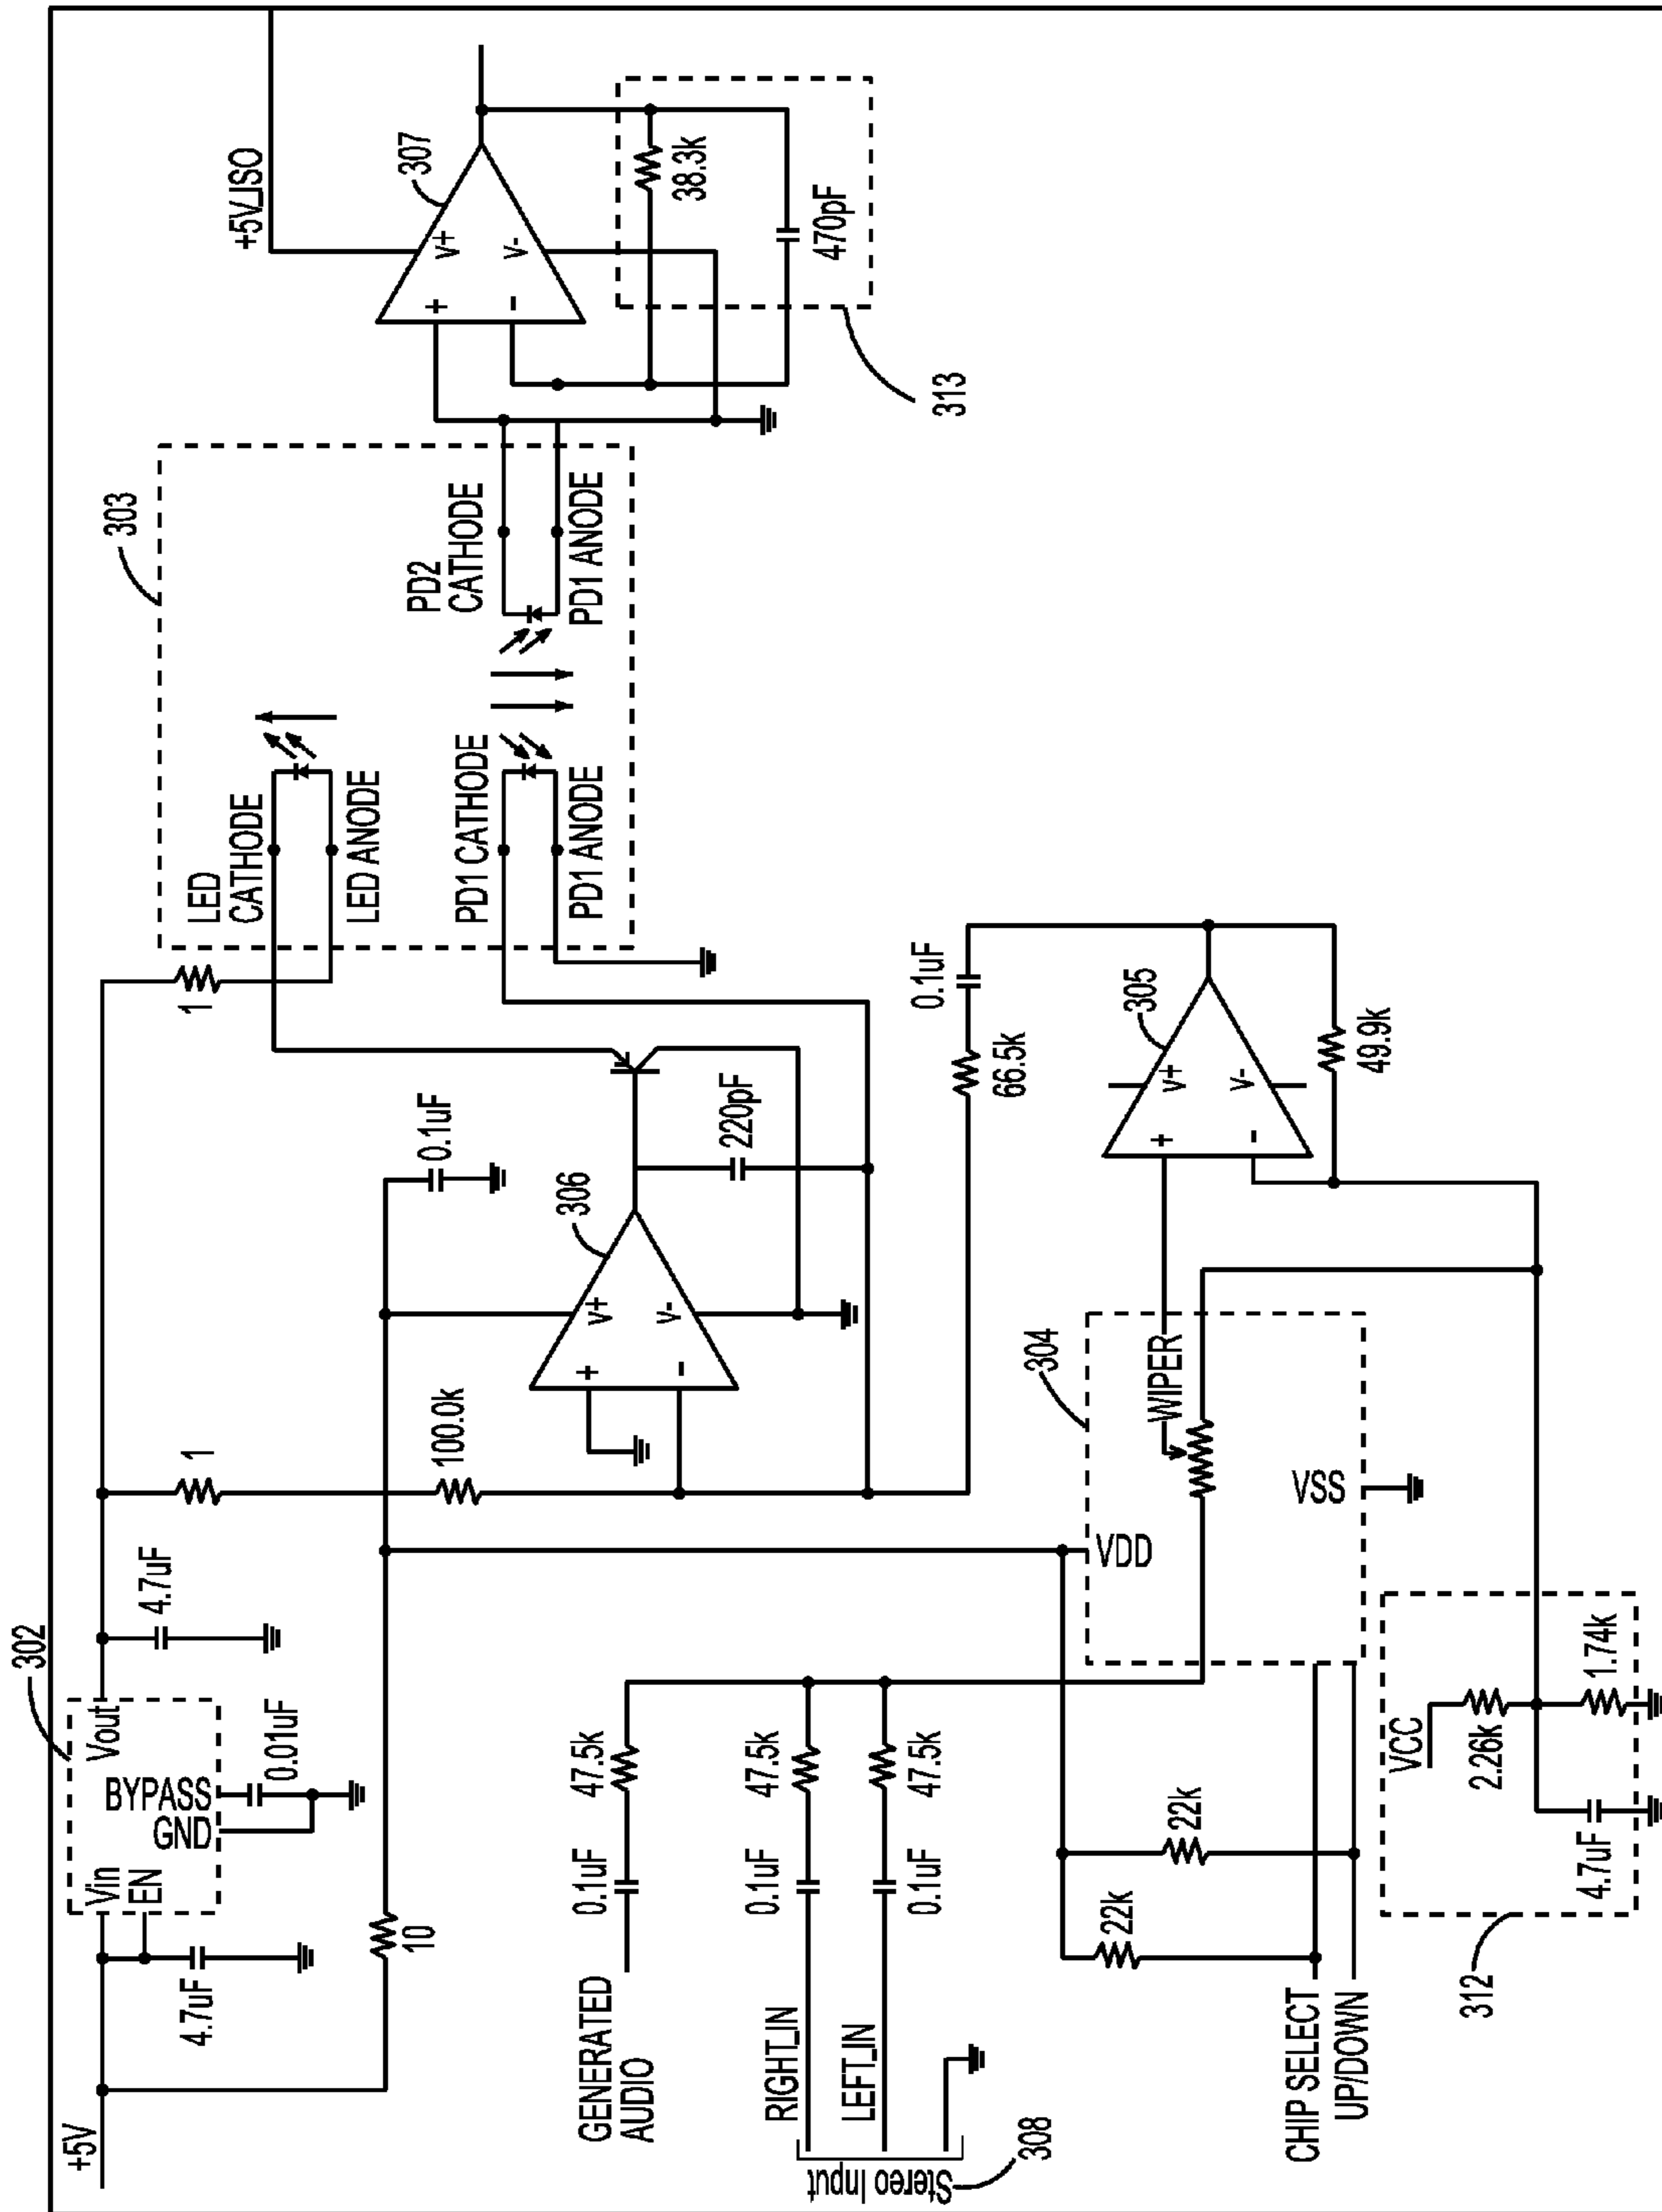 +5V
302
Vin
EN
GND
BYPASS
Vout
4.7uF
0.01uF
4.7uF
10
1
100.0k
306
+
-
V+
V-
0.1uF
220pF
1
303
LED
CATHODE
LED ANODE
PD1 CATHODE
PD1 ANODE
PD2
CATHODE
PD1 ANODE
+5V_ISO
307
+
-
V+
V-
38.3k
470pF
313
GENERATED
AUDIO
0.1uF
47.5k
RIGHT_IN
0.1uF
47.5k
LEFT_IN
0.1uF
47.5k
Stereo Input
308
22k
22k
CHIP SELECT
UP/DOWN
304
VDD
VSS
WIPER
66.5k
0.1uF
305
+
-
V+
V-
49.9k
312
VCC
2.26k
1.74k
4.7uF